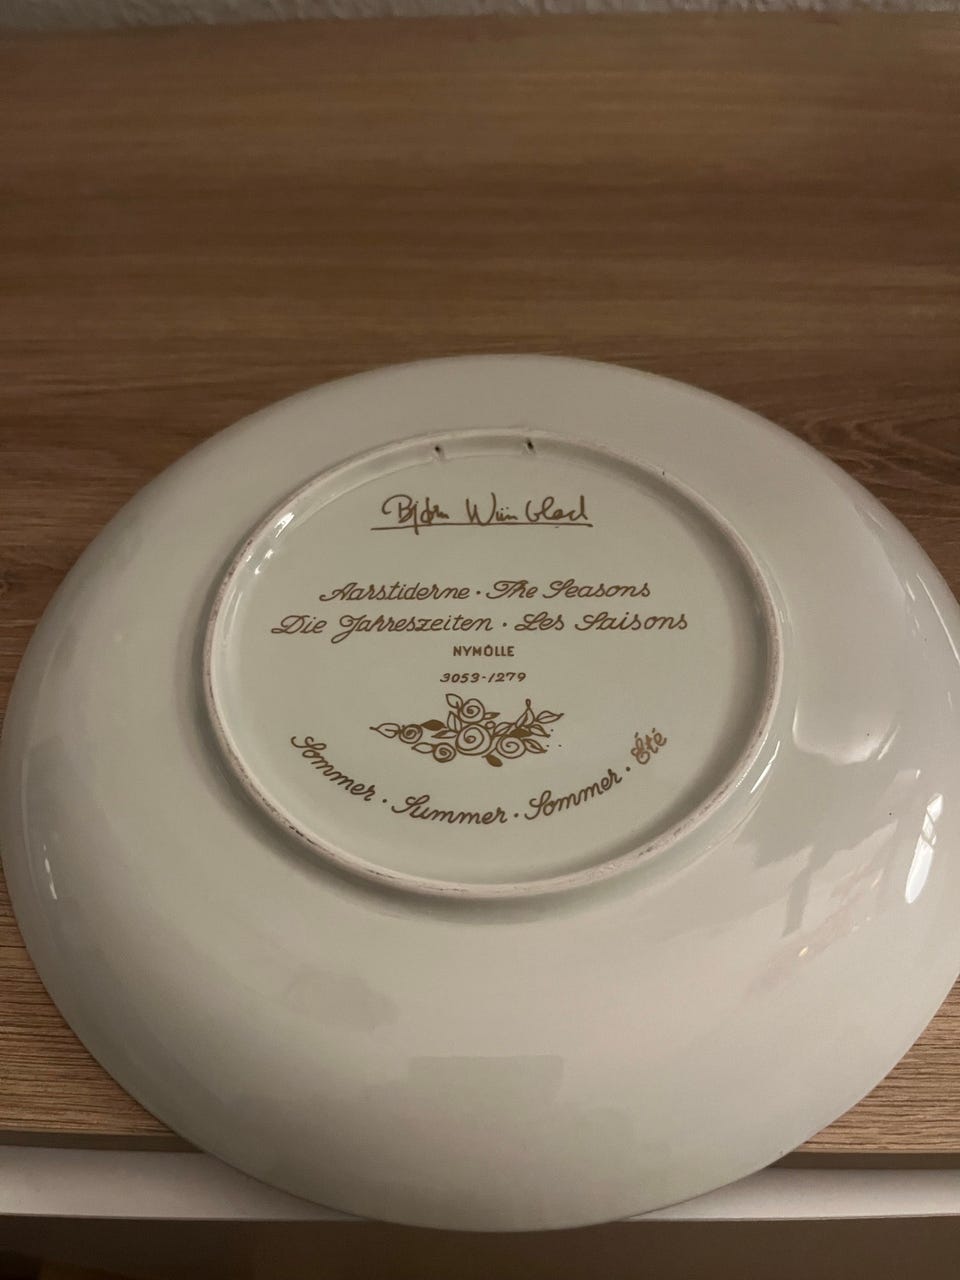 Bjørn Wiinblad
Aarstiderne · The Seasons
Die Jahreszeiten · Les Saisons
NYMÖLLE
3053-1279
Sommer · Summer · Sommer · Été